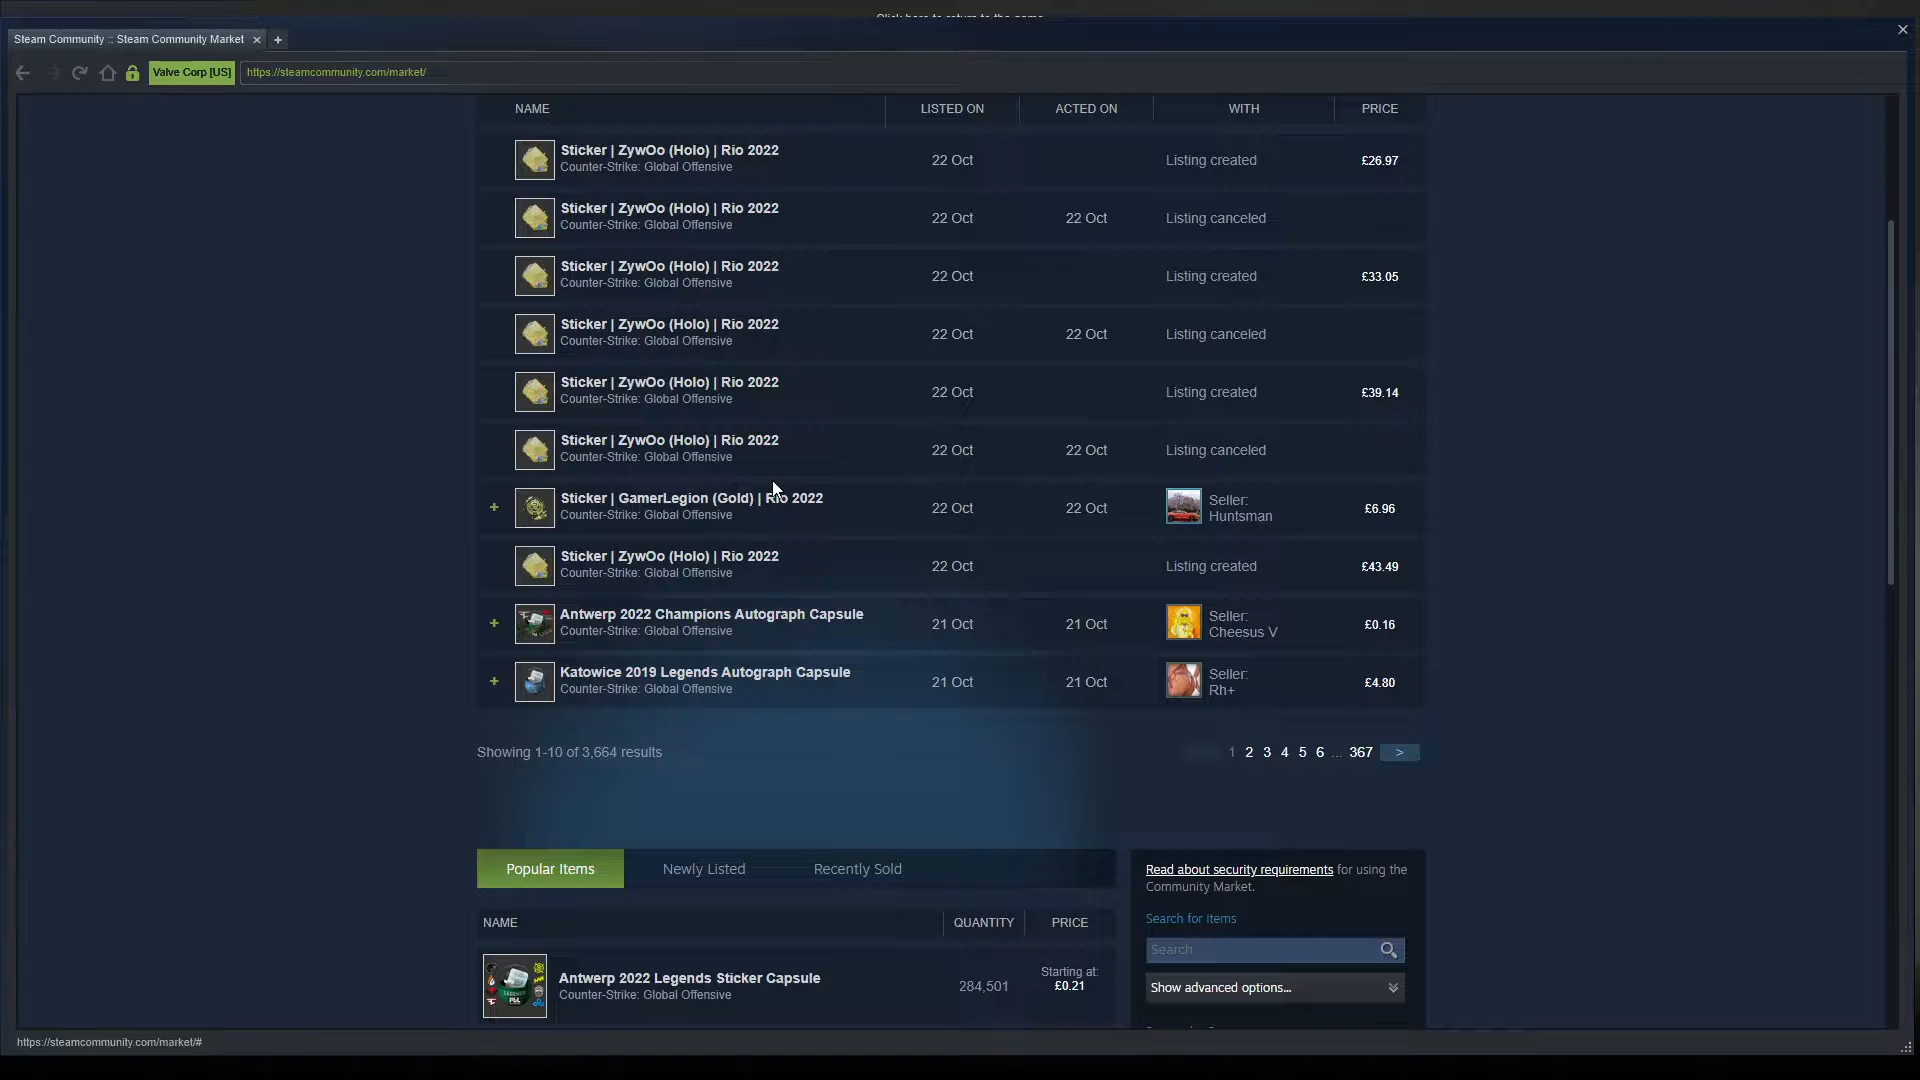 Click here to return to the game
Steam Community :: Steam Community Market
Valve Corp [US] https://steamcommunity.com/market/
NAME LISTED ON ACTED ON WITH PRICE
Sticker | ZywOo (Holo) | Rio 2022
Counter-Strike: Global Offensive
22 Oct Listing created £26.97
Sticker | ZywOo (Holo) | Rio 2022
Counter-Strike: Global Offensive
22 Oct 22 Oct Listing canceled
Sticker | ZywOo (Holo) | Rio 2022
Counter-Strike: Global Offensive
22 Oct Listing created £33.05
Sticker | ZywOo (Holo) | Rio 2022
Counter-Strike: Global Offensive
22 Oct 22 Oct Listing canceled
Sticker | ZywOo (Holo) | Rio 2022
Counter-Strike: Global Offensive
22 Oct Listing created £39.14
Sticker | ZywOo (Holo) | Rio 2022
Counter-Strike: Global Offensive
22 Oct 22 Oct Listing canceled
+ Sticker | GamerLegion (Gold) | Rio 2022
Counter-Strike: Global Offensive
22 Oct 22 Oct Seller:
Huntsman
£6.96
Sticker | ZywOo (Holo) | Rio 2022
Counter-Strike: Global Offensive
22 Oct Listing created £43.49
+ Antwerp 2022 Champions Autograph Capsule
Counter-Strike: Global Offensive
21 Oct 21 Oct Seller:
Cheesus V
£0.16
+ Katowice 2019 Legends Autograph Capsule
Counter-Strike: Global Offensive
21 Oct 21 Oct Seller:
Rh+
£4.80
Showing 1-10 of 3,664 results
1 2 3 4 5 6 ... 367 >
Popular Items Newly Listed Recently Sold
NAME QUANTITY PRICE
Antwerp 2022 Legends Sticker Capsule
Counter-Strike: Global Offensive
284,501
Starting at:
£0.21
Read about security requirements for using the
Community Market.
Search for Items
Search
Show advanced options...
https://steamcommunity.com/market/#